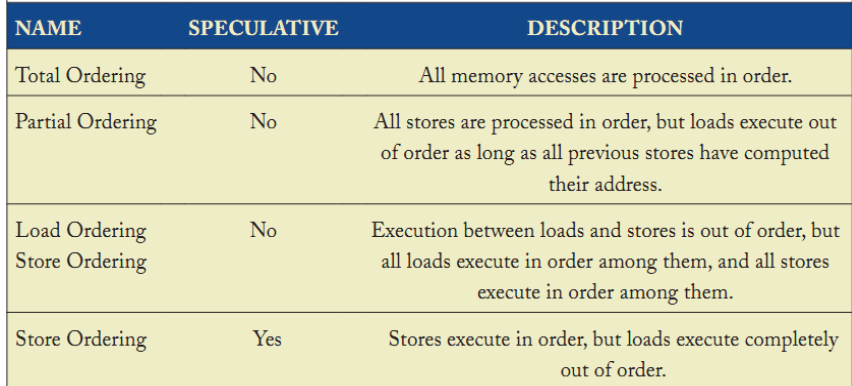 NAME SPECULATIVE DESCRIPTION
Total Ordering No All memory accesses are processed in order.
Partial Ordering No All stores are processed in order, but loads execute out
of order as long as all previous stores have computed
their address.
Load Ordering No Execution between loads and stores is out of order, but
Store Ordering all loads execute in order among them, and all stores
execute in order among them.
Store Ordering Yes Stores execute in order, but loads execute completely
out of order.